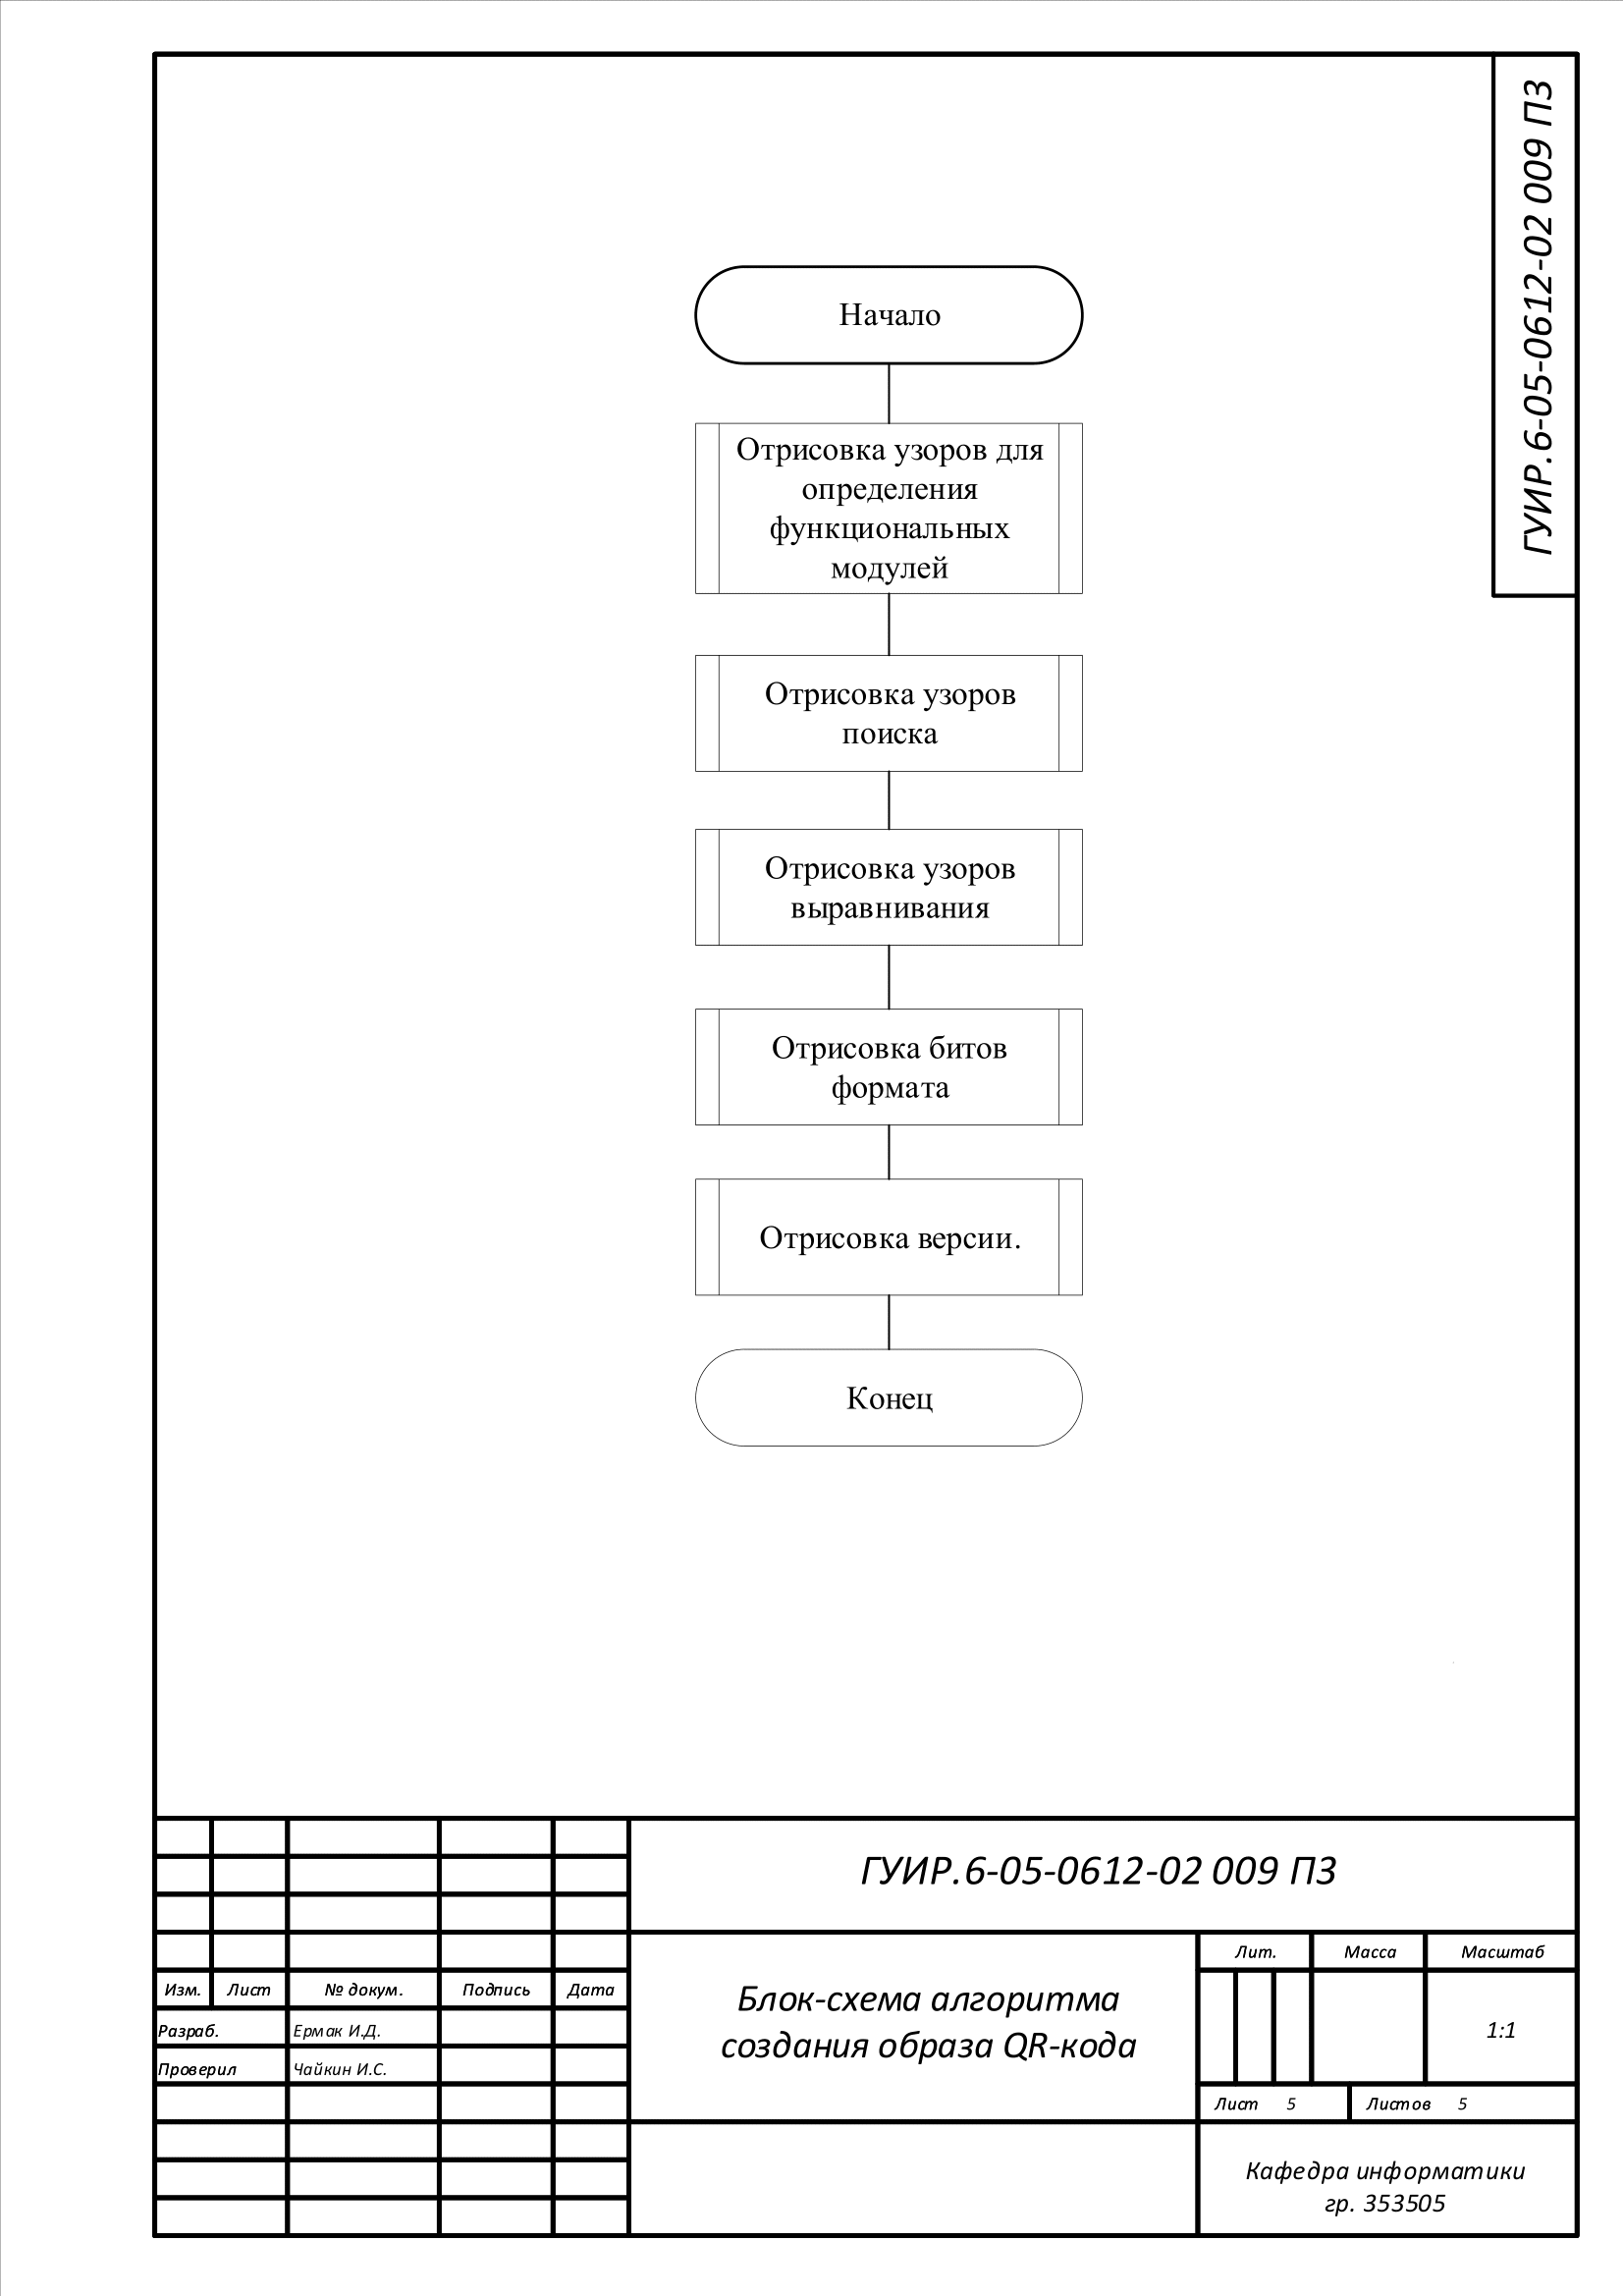 ГУИР.6-05-0612-02 009 ПЗ
Начало
Отрисовка узоров для
определения
функциональных
модулей
Отрисовка узоров
поиска
Отрисовка узоров
выравнивания
Отрисовка битов
формата
Отрисовка версии.
Конец
ГУИР.6-05-0612-02 009 ПЗ
Лит. Масса Масштаб
Изм. Лист № докум. Подпись Дата
Блок-схема алгоритма
создания образа QR-кода
Разраб. Ермак И.Д.
1:1
Проверил Чайкин И.С.
Лист 5 Листов 5
Кафедра информатики
гр. 353505